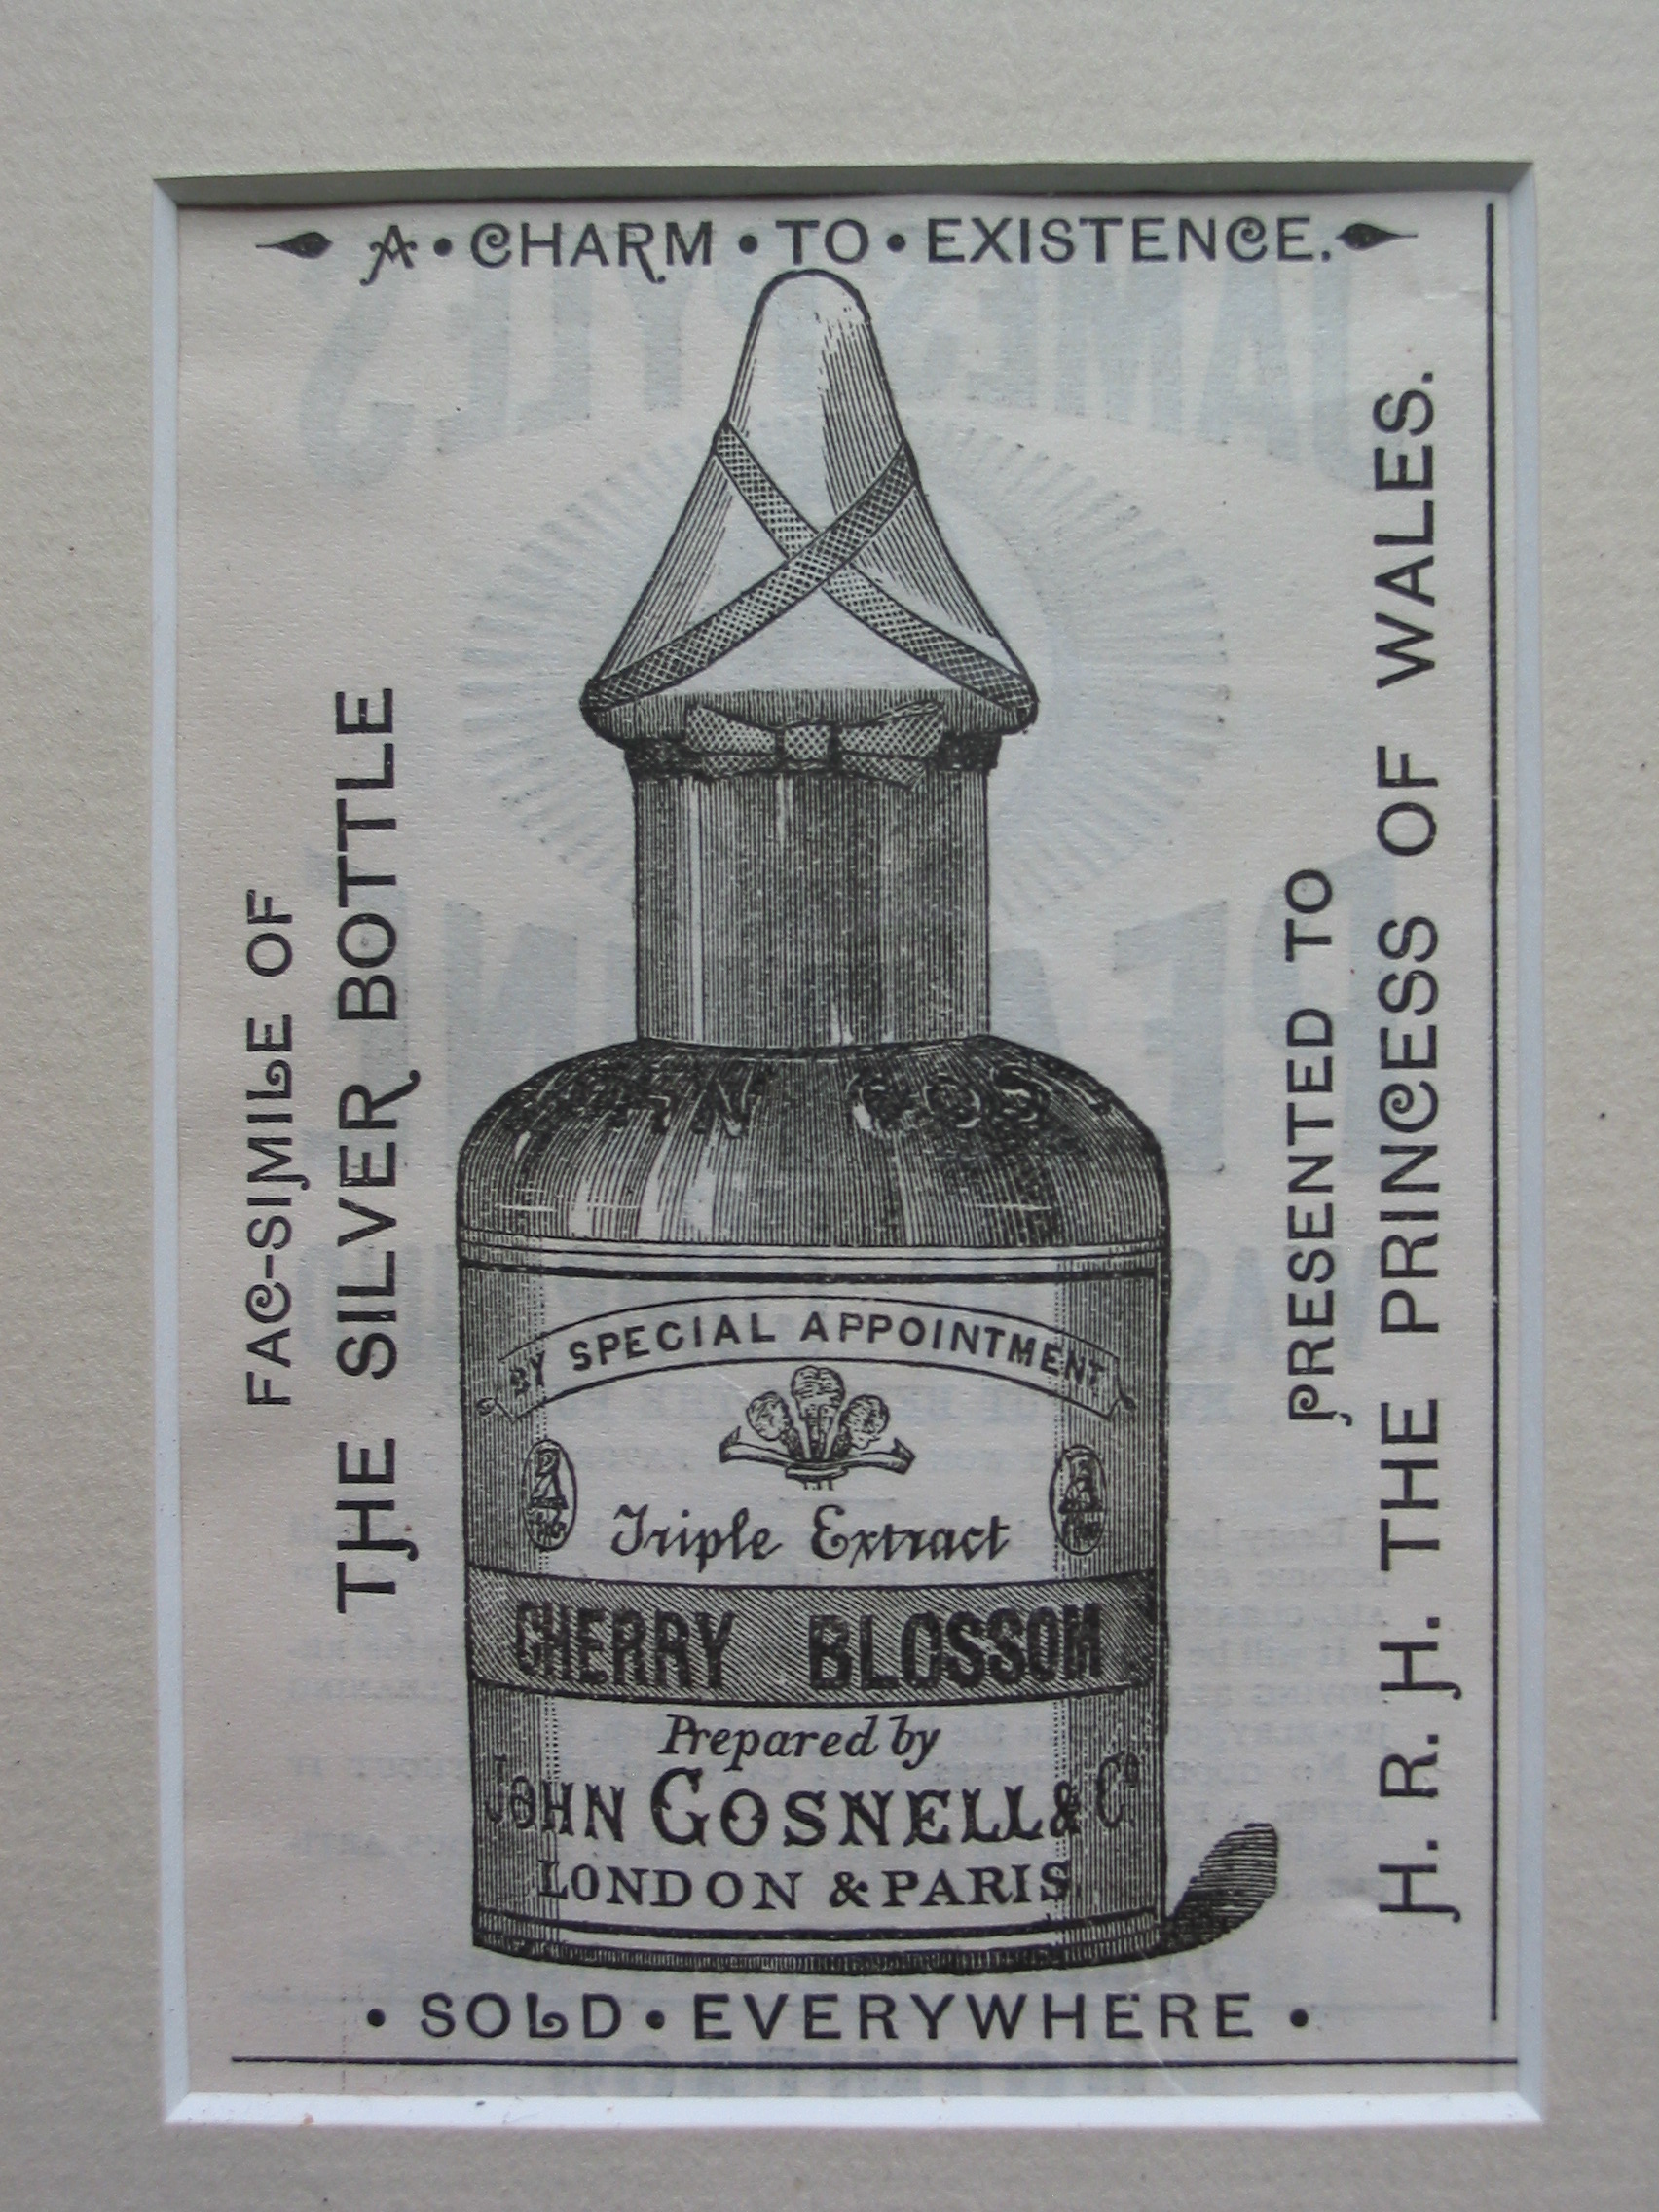 A • CHARM • TO • EXISTENCE.
FAC-SIMILE OF
THE SILVER BOTTLE
BY SPECIAL APPOINTMENT
Triple Extract
CHERRY BLOSSOM
Prepared by
JOHN GOSNELL & Co.
LONDON & PARIS
PRESENTED TO
H. R. H. THE PRINCESS OF WALES.
• SOLD • EVERYWHERE •